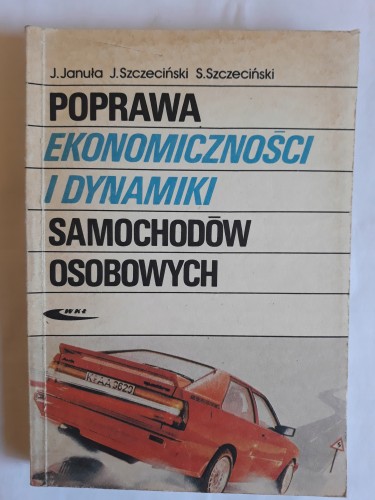 J.Januła J.Szczeciński S.Szczeciński
POPRAWA
EKONOMICZNOŚCI
I DYNAMIKI
SAMOCHODÓW
OSOBOWYCH
WKŁ